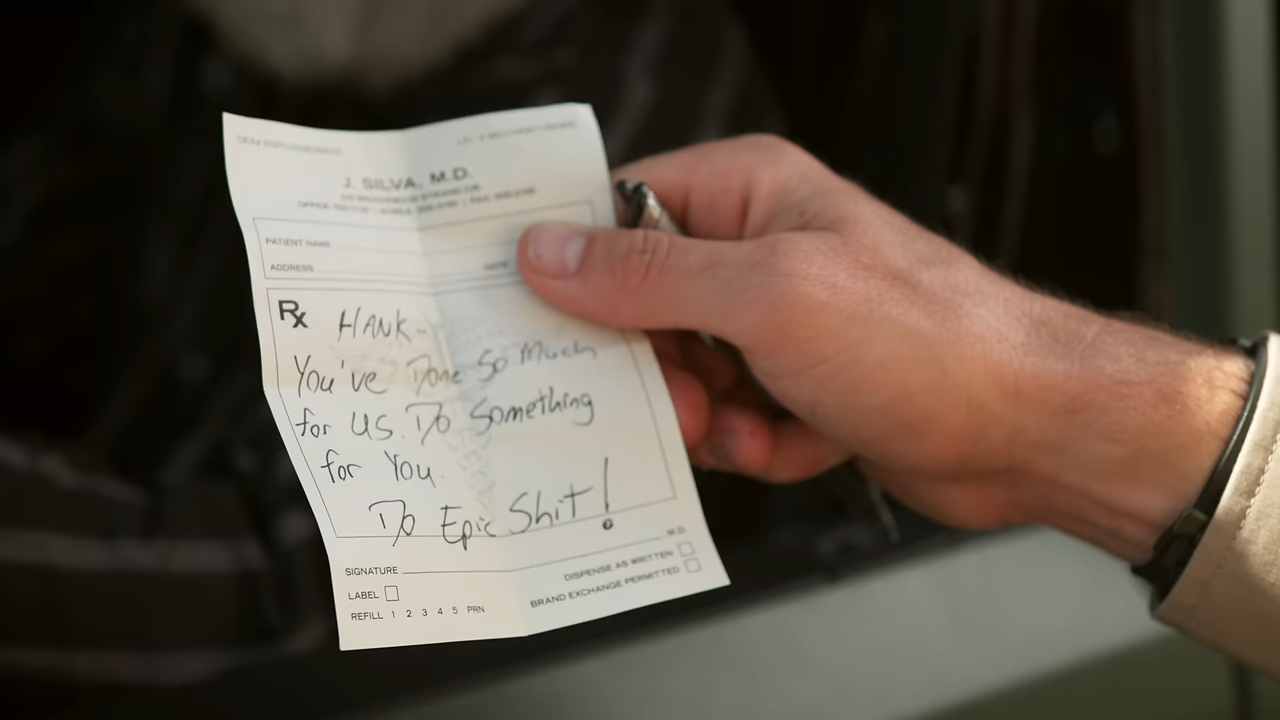 J. SILVA, M.D.
PATIENT NAME
ADDRESS
DATE
Rx HANK-
You've Done So Much
for US. Do Something
for You.
Do Epic Shit!
M.D.
SIGNATURE
DISPENSE AS WRITTEN
LABEL
BRAND EXCHANGE PERMITTED
REFILL 1 2 3 4 5 PRN